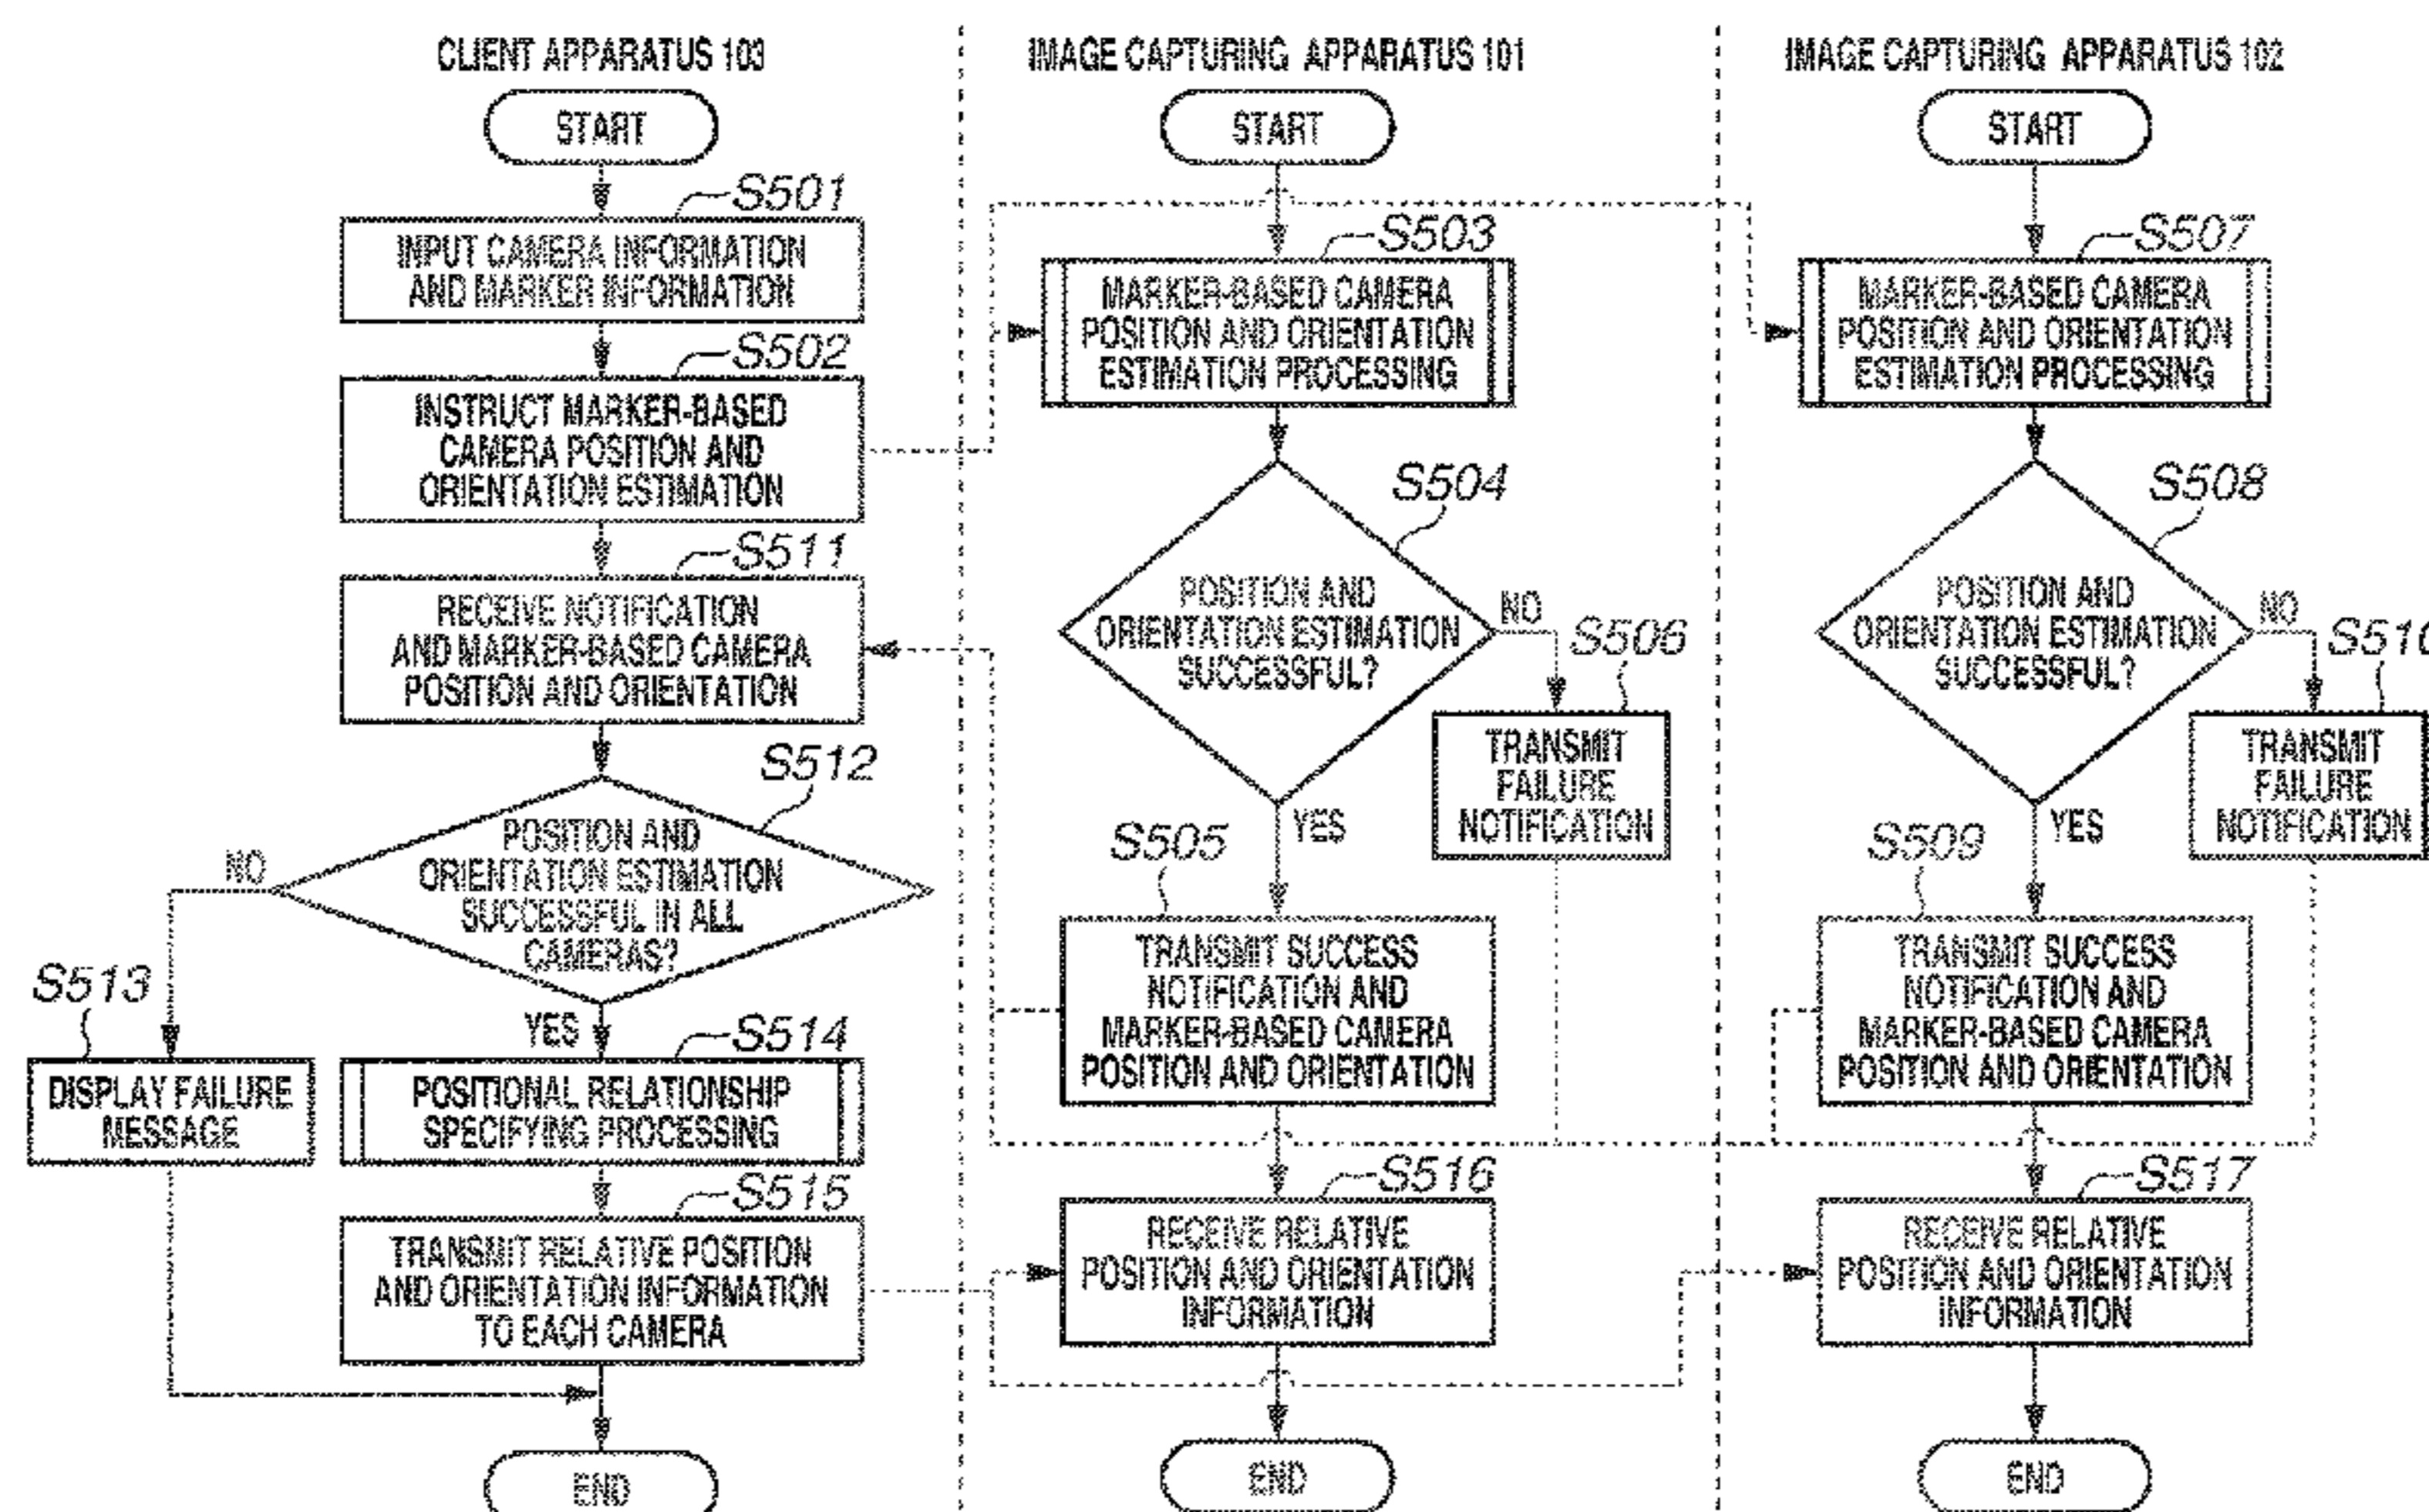 CLIENT APPARATUS 103
START
S501
INPUT CAMERA INFORMATION
AND MARKER INFORMATION
S502
INSTRUCT MARKER-BASED
CAMERA POSITION AND
ORIENTATION ESTIMATION
S511
RECEIVE NOTIFICATION
AND MARKER-BASED CAMERA
POSITION AND ORIENTATION
S512
POSITION AND
ORIENTATION ESTIMATION
SUCCESSFUL IN ALL
CAMERAS?
NO
YES
S513
DISPLAY FAILURE
MESSAGE
S514
POSITIONAL RELATIONSHIP
SPECIFYING PROCESSING
S515
TRANSMIT RELATIVE POSITION
AND ORIENTATION INFORMATION
TO EACH CAMERA
END
IMAGE CAPTURING APPARATUS 101
START
S503
MARKER-BASED CAMERA
POSITION AND ORIENTATION
ESTIMATION PROCESSING
S504
POSITION AND
ORIENTATION ESTIMATION
SUCCESSFUL?
NO
S506
TRANSMIT
FAILURE
NOTIFICATION
YES
S505
TRANSMIT SUCCESS
NOTIFICATION AND
MARKER-BASED CAMERA
POSITION AND ORIENTATION
S516
RECEIVE RELATIVE
POSITION AND ORIENTATION
INFORMATION
END
IMAGE CAPTURING APPARATUS 102
START
S507
MARKER-BASED CAMERA
POSITION AND ORIENTATION
ESTIMATION PROCESSING
S508
POSITION AND
ORIENTATION ESTIMATION
SUCCESSFUL?
NO
S510
TRANSMIT
FAILURE
NOTIFICATION
YES
S509
TRANSMIT SUCCESS
NOTIFICATION AND
MARKER-BASED CAMERA
POSITION AND ORIENTATION
S517
RECEIVE RELATIVE
POSITION AND ORIENTATION
INFORMATION
END